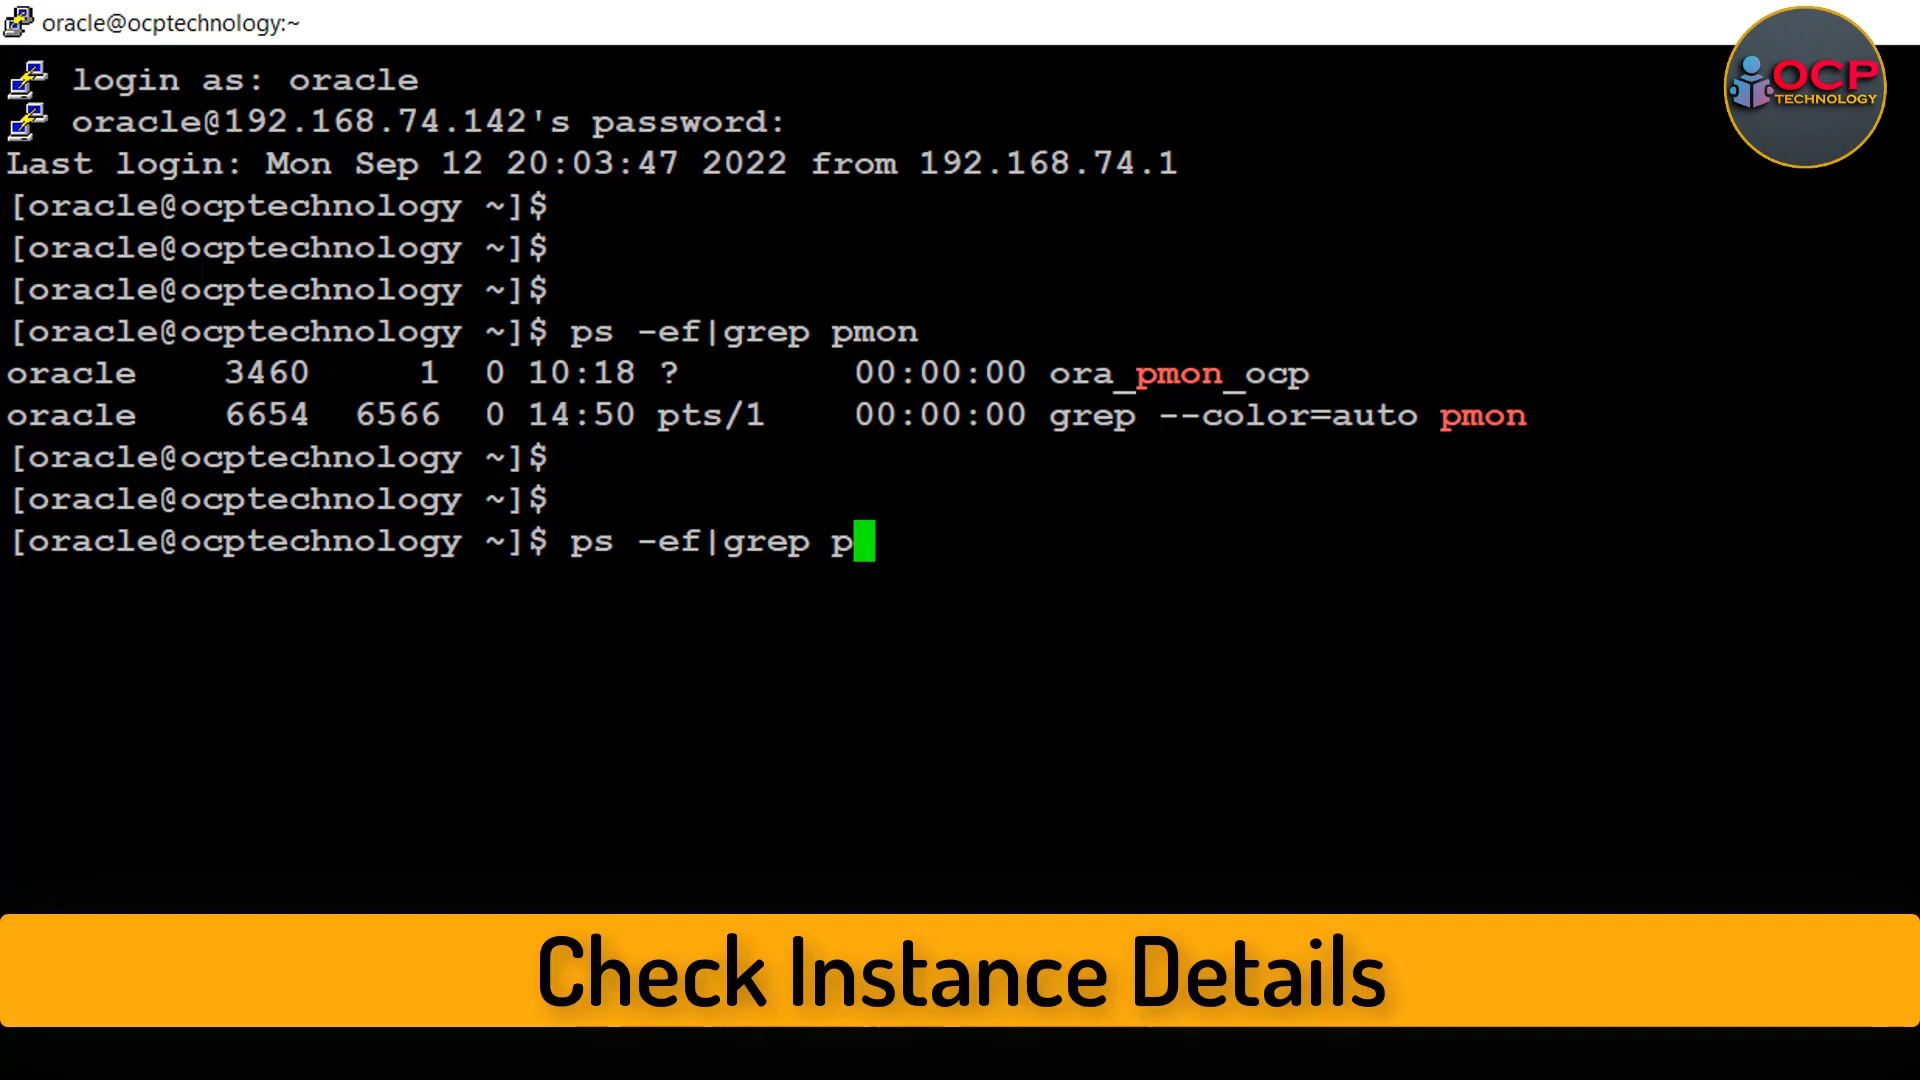 oracle@ocptechnology:~
OCP
TECHNOLOGY
login as: oracle
oracle@192.168.74.142's password:
Last login: Mon Sep 12 20:03:47 2022 from 192.168.74.1
[oracle@ocptechnology ~]$
[oracle@ocptechnology ~]$
[oracle@ocptechnology ~]$
[oracle@ocptechnology ~]$ ps -ef|grep pmon
oracle    3460     1  0 10:18 ?        00:00:00 ora_pmon_ocp
oracle    6654  6566  0 14:50 pts/1    00:00:00 grep --color=auto pmon
[oracle@ocptechnology ~]$
[oracle@ocptechnology ~]$
[oracle@ocptechnology ~]$ ps -ef|grep p
Check Instance Details